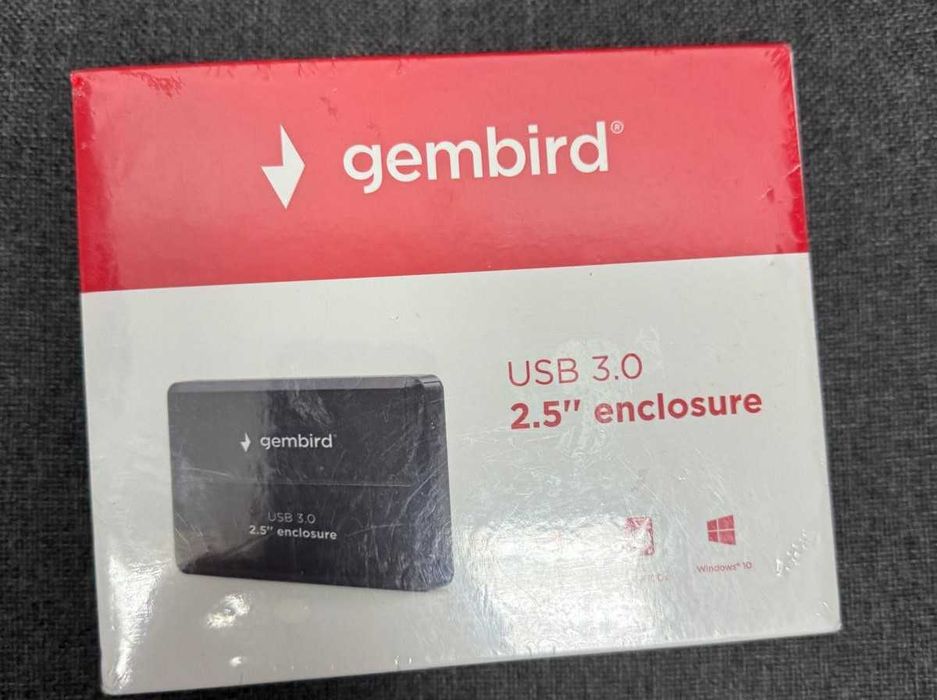 gembird®
USB 3.0
2.5" enclosure
gembird
USB 3.0
2.5" enclosure
Windows® 10